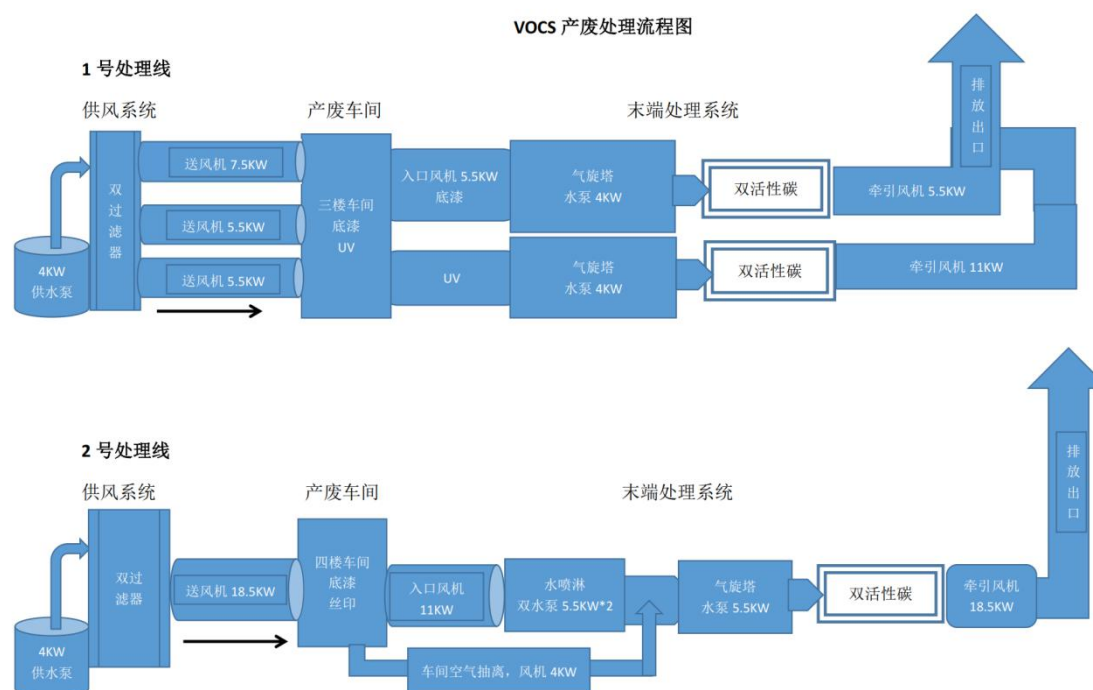 VOCS 产废处理流程图
1 号处理线
供风系统
产废车间
末端处理系统
4KW
供水泵
双
过
滤
器
送风机 7.5KW
送风机 5.5KW
送风机 5.5KW
三楼车间
底漆
UV
入口风机 5.5KW
底漆
UV
气旋塔
水泵 4KW
气旋塔
水泵 4KW
双活性碳
双活性碳
牵引风机 5.5KW
牵引风机 11KW
排
放
出
口
2 号处理线
供风系统
产废车间
末端处理系统
4KW
供水泵
双过
滤器
送风机 18.5KW
四楼车间
底漆
丝印
入口风机
11KW
水喷淋
双水泵 5.5KW*2
车间空气抽离，风机 4KW
气旋塔
水泵 5.5KW
双活性碳
牵引风机
18.5KW
排
放
出
口